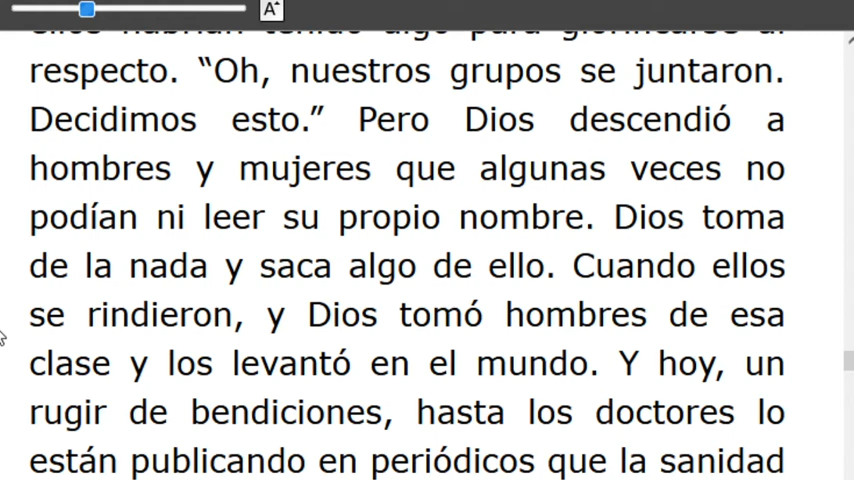 A
respecto. “Oh, nuestros grupos se juntaron.
Decidimos esto.” Pero Dios descendió a
hombres y mujeres que algunas veces no
podían ni leer su propio nombre. Dios toma
de la nada y saca algo de ello. Cuando ellos
se rindieron, y Dios tomó hombres de esa
clase y los levantó en el mundo. Y hoy, un
rugir de bendiciones, hasta los doctores lo
están publicando en periódicos que la sanidad